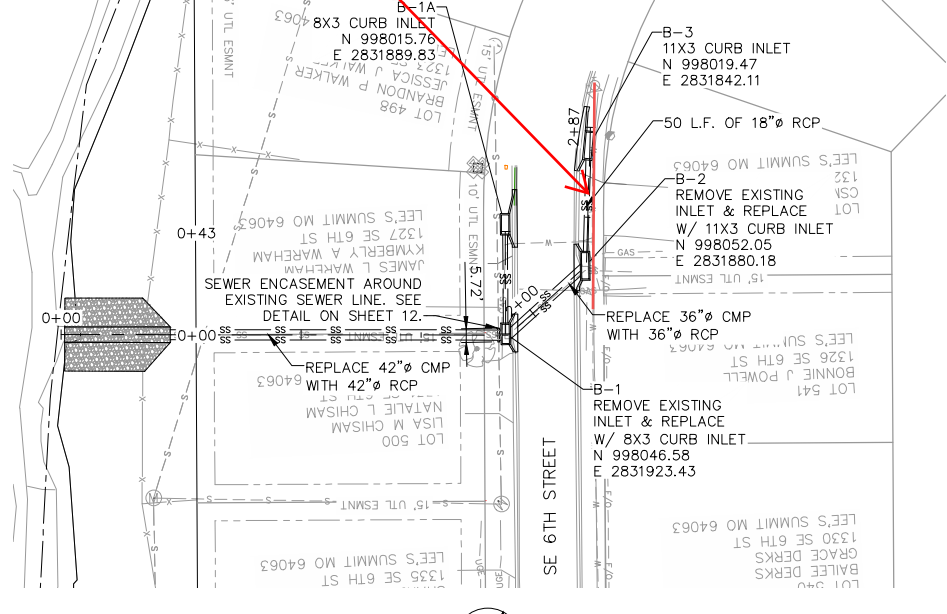 B-1A
8X3 CURB INLET
N 998015.76
E 2831889.83
B-3
11X3 CURB INLET
N 998019.47
E 2831842.11
50 L.F. OF 18"ø RCP
B-2
REMOVE EXISTING
INLET & REPLACE
W/ 11X3 CURB INLET
N 998052.05
E 2831880.18
2+87
15' UTL ESMNT
10' UTL ESMNT
UTL ESMNT
LOT 498
BRANDON P WALKER
JESSICA J WALKER
64063
0+43
LEE'S SUMMIT MO 64063
1327 SE 6TH ST
KYMBERLY A WAREHAM
JAMES L WAREHAM
SEWER ENCASEMENT AROUND
EXISTING SEWER LINE. SEE
DETAIL ON SHEET 12.
5.72'
0+00
0+00
REPLACE 42"ø CMP
WITH 42"ø RCP
REPLACE 36"ø CMP
WITH 36"ø RCP
B-1
REMOVE EXISTING
INLET & REPLACE
W/ 8X3 CURB INLET
N 998046.58
E 2831923.43
SE 6TH STREET
LEE'S SUMMIT MO 64063
132
LOT
GAS
15' UTL ESMNT
LEE'S SUMMIT MO 64063
1326 SE 6TH ST
BONNIE J POWELL
LOT 541
64063
NATALIE L CHISAM
LISA M CHISAM
LOT 500
15' UTL ESMNT
LEE'S SUMMIT MO 64063
1335 SE 6TH ST
LEE'S SUMMIT MO 64063
1330 SE 6TH ST
GRACE DERKS
BAILEE DERKS
LOT 540